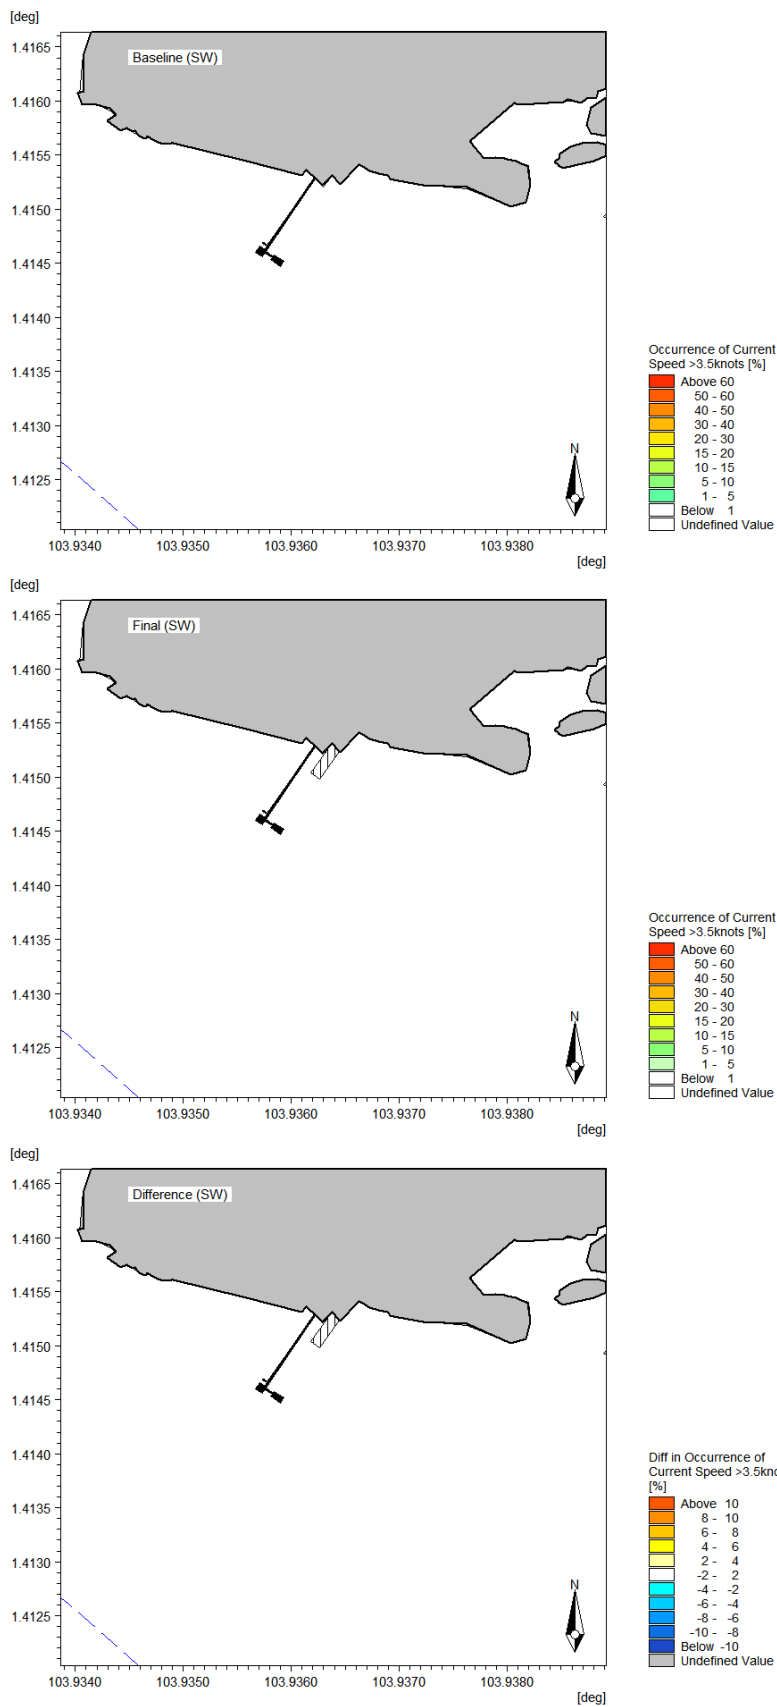 [deg]
1.4165
Baseline (SW)
1.4160
1.4155
1.4150
1.4145
1.4140
1.4135
1.4130
1.4125
N
103.9340 103.9350 103.9360 103.9370 103.9380
[deg]
Occurrence of Current
Speed >3.5knots [%]
Above 60
50 - 60
40 - 50
30 - 40
20 - 30
15 - 20
10 - 15
5 - 10
1 - 5
Below 1
Undefined Value
[deg]
1.4165
Final (SW)
1.4160
1.4155
1.4150
1.4145
1.4140
1.4135
1.4130
1.4125
N
103.9340 103.9350 103.9360 103.9370 103.9380
[deg]
Occurrence of Current
Speed >3.5knots [%]
Above 60
50 - 60
40 - 50
30 - 40
20 - 30
15 - 20
10 - 15
5 - 10
1 - 5
Below 1
Undefined Value
[deg]
1.4165
Difference (SW)
1.4160
1.4155
1.4150
1.4145
1.4140
1.4135
1.4130
1.4125
N
103.9340 103.9350 103.9360 103.9370 103.9380
[deg]
Diff in Occurrence of
Current Speed >3.5kno
[%]
Above 10
8 - 10
6 - 8
4 - 6
2 - 4
-2 - 2
-4 - -2
-6 - -4
-8 - -6
-10 - -8
Below -10
Undefined Value